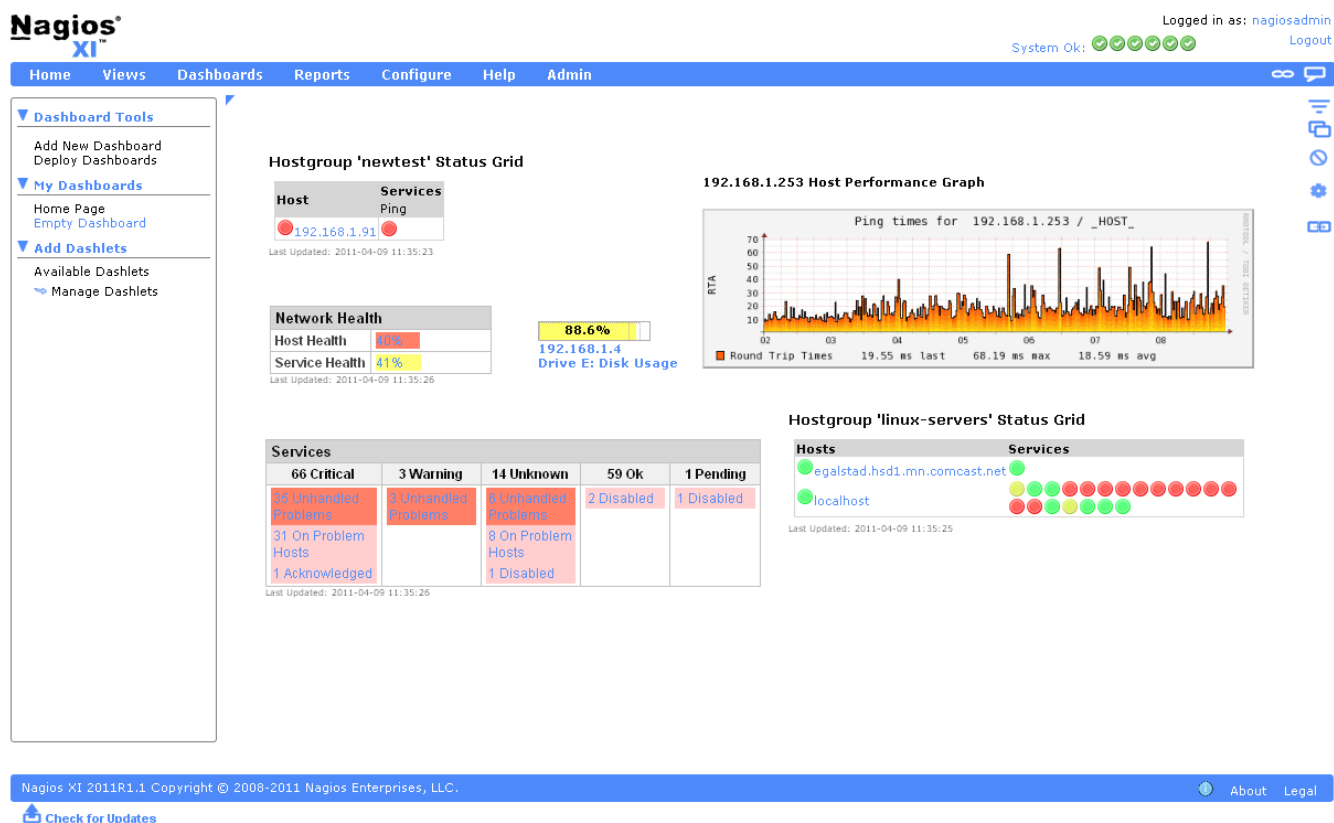 Nagios®
XI™
Logged in as: nagiosadmin
System Ok:
Logout
Home Views Dashboards Reports Configure Help Admin
Dashboard Tools
Add New Dashboard
Deploy Dashboards
My Dashboards
Home Page
Empty Dashboard
Add Dashlets
Available Dashlets
Manage Dashlets
Hostgroup 'newtest' Status Grid
Host Services
Ping
192.168.1.91
Last Updated: 2011-04-09 11:35:23
192.168.1.253 Host Performance Graph
Ping times for 192.168.1.253 / _HOST_
RRDTOOL / TOBI OETIKER
RTA
70
60
50
40
30
20
10
02 03 04 05 06 07 08
Round Trip Times 19.55 ms last 68.19 ms max 18.59 ms avg
Network Health
Host Health 40%
Service Health 41%
Last Updated: 2011-04-09 11:35:26
88.6%
192.168.1.4
Drive E: Disk Usage
Services
66 Critical 3 Warning 14 Unknown 59 Ok 1 Pending
35 Unhandled Problems 3 Unhandled Problems 6 Unhandled Problems 2 Disabled 1 Disabled
31 On Problem Hosts 8 On Problem Hosts
1 Acknowledged 1 Disabled
Last Updated: 2011-04-09 11:35:26
Hostgroup 'linux-servers' Status Grid
Hosts Services
egalstad.hsd1.mn.comcast.net
localhost
Last Updated: 2011-04-09 11:35:25
Nagios XI 2011R1.1 Copyright © 2008-2011 Nagios Enterprises, LLC.
About Legal
Check for Updates